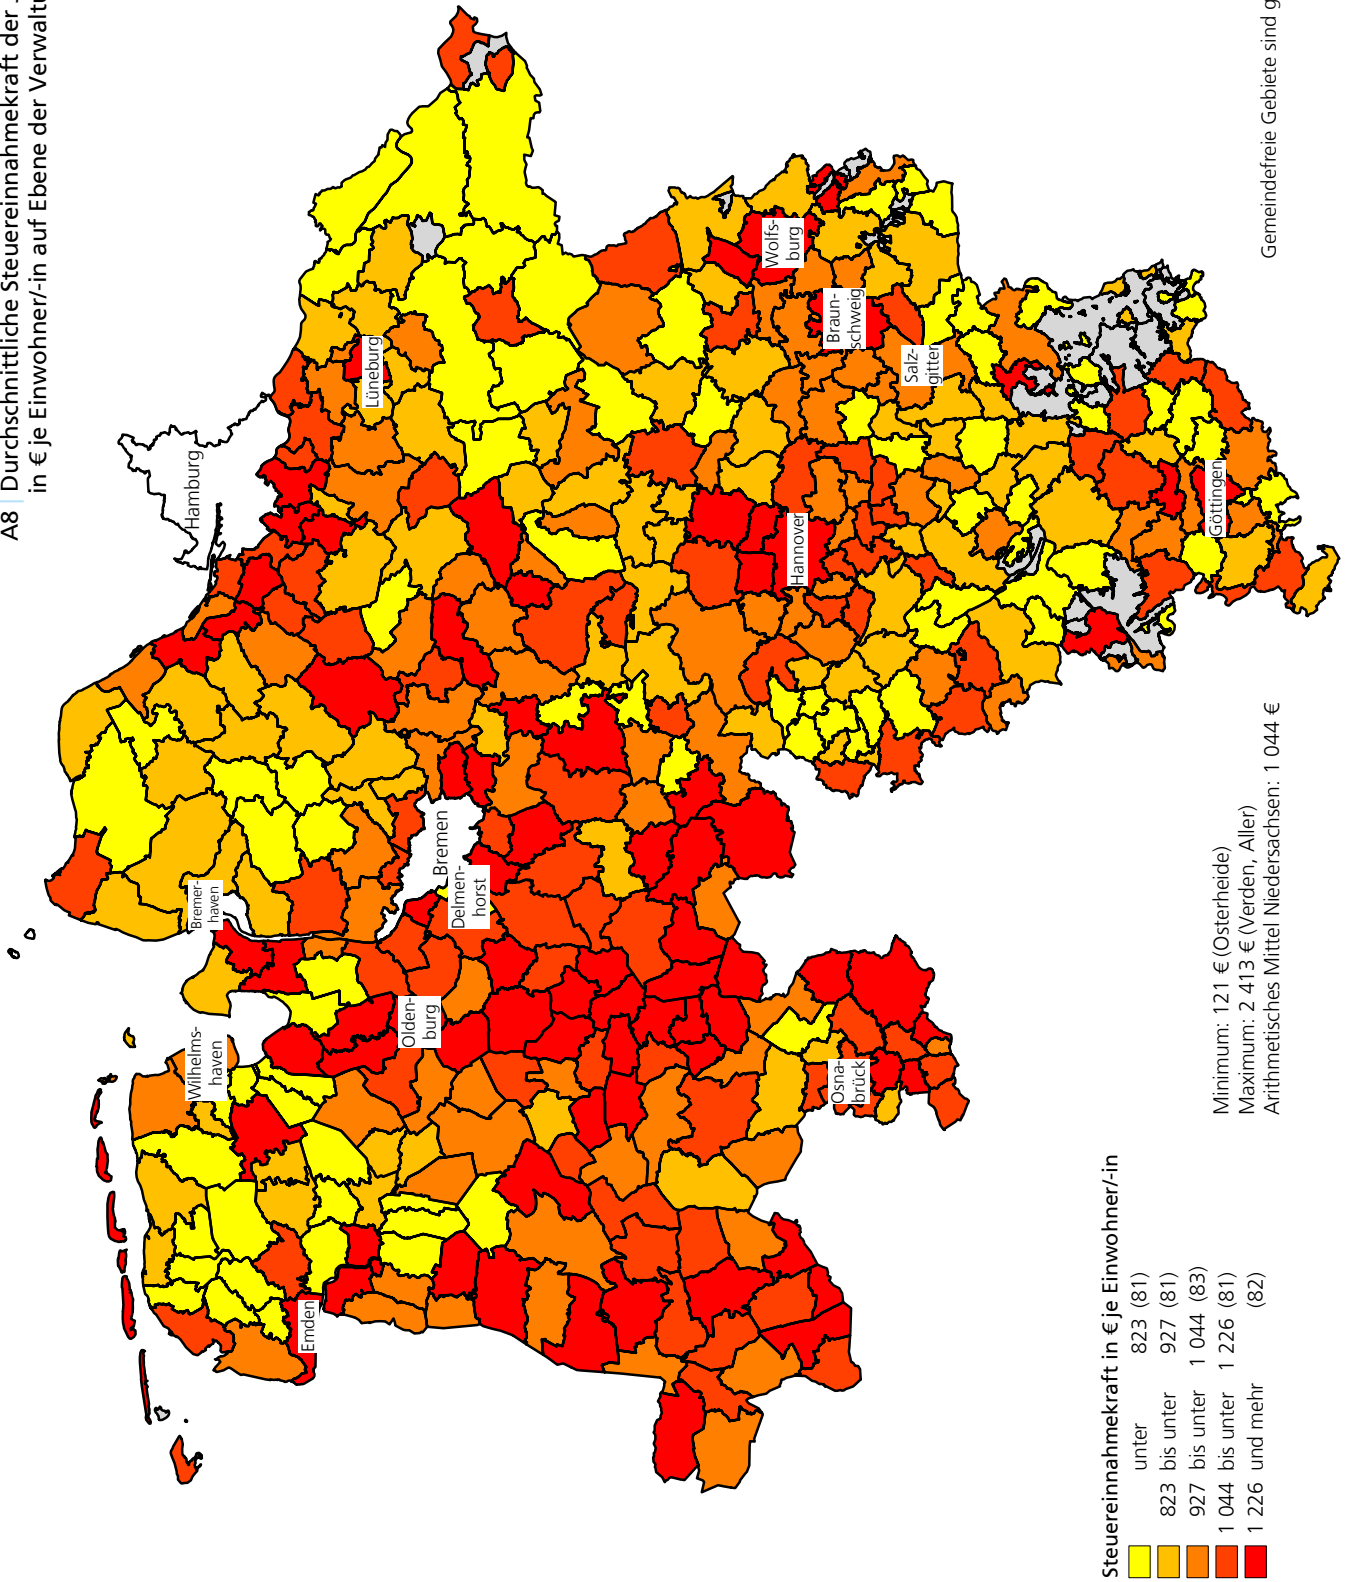 A8 | Durchschnittliche Steuereinnahmekraft der
in € je Einwohner/-in auf Ebene der
Hamburg
Lüneburg
Bremer-
haven
Wilhelms-
haven
Emden
Olden-
burg
Delmen-
horst
Bremen
Wolfs-
burg
Braun-
schweig
Salz-
gitter
Hannover
Osna-
brück
Göttingen
Steuereinnahmekraft in € je Einwohner/-in
unter 823 (81)
823 bis unter 927 (81)
927 bis unter 1 044 (83)
1 044 bis unter 1 226 (81)
1 226 und mehr (82)
Minimum: 121 € (Osterheide)
Maximum: 2 413 € (Verden, Aller)
Arithmetisches Mittel Niedersachsen: 1 044 €
Gemeindefreie Gebiete sind